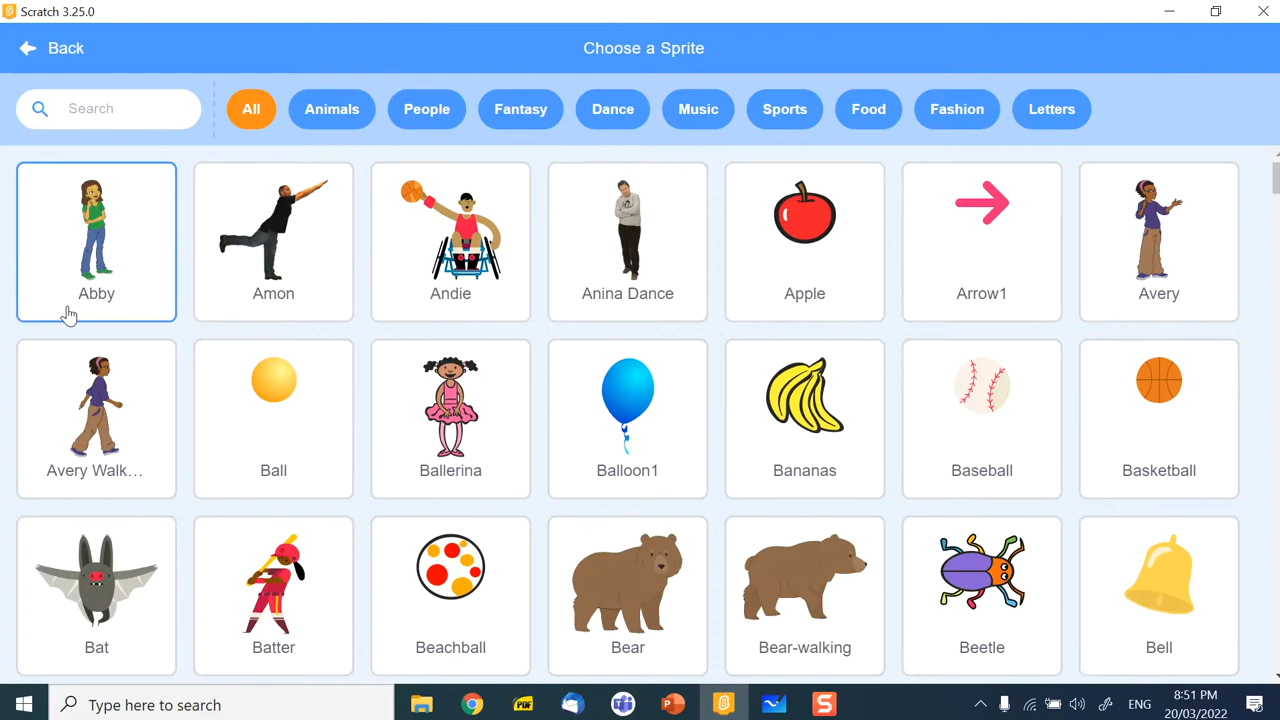 Scratch 3.25.0
Back
Choose a Sprite
Search
All
Animals
People
Fantasy
Dance
Music
Sports
Food
Fashion
Letters
Abby
Amon
Andie
Anina Dance
Apple
Arrow1
Avery
Avery Walk...
Ball
Ballerina
Balloon1
Bananas
Baseball
Basketball
Bat
Batter
Beachball
Bear
Bear-walking
Beetle
Bell
Type here to search
PDF
ENG
8:51 PM
20/03/2022